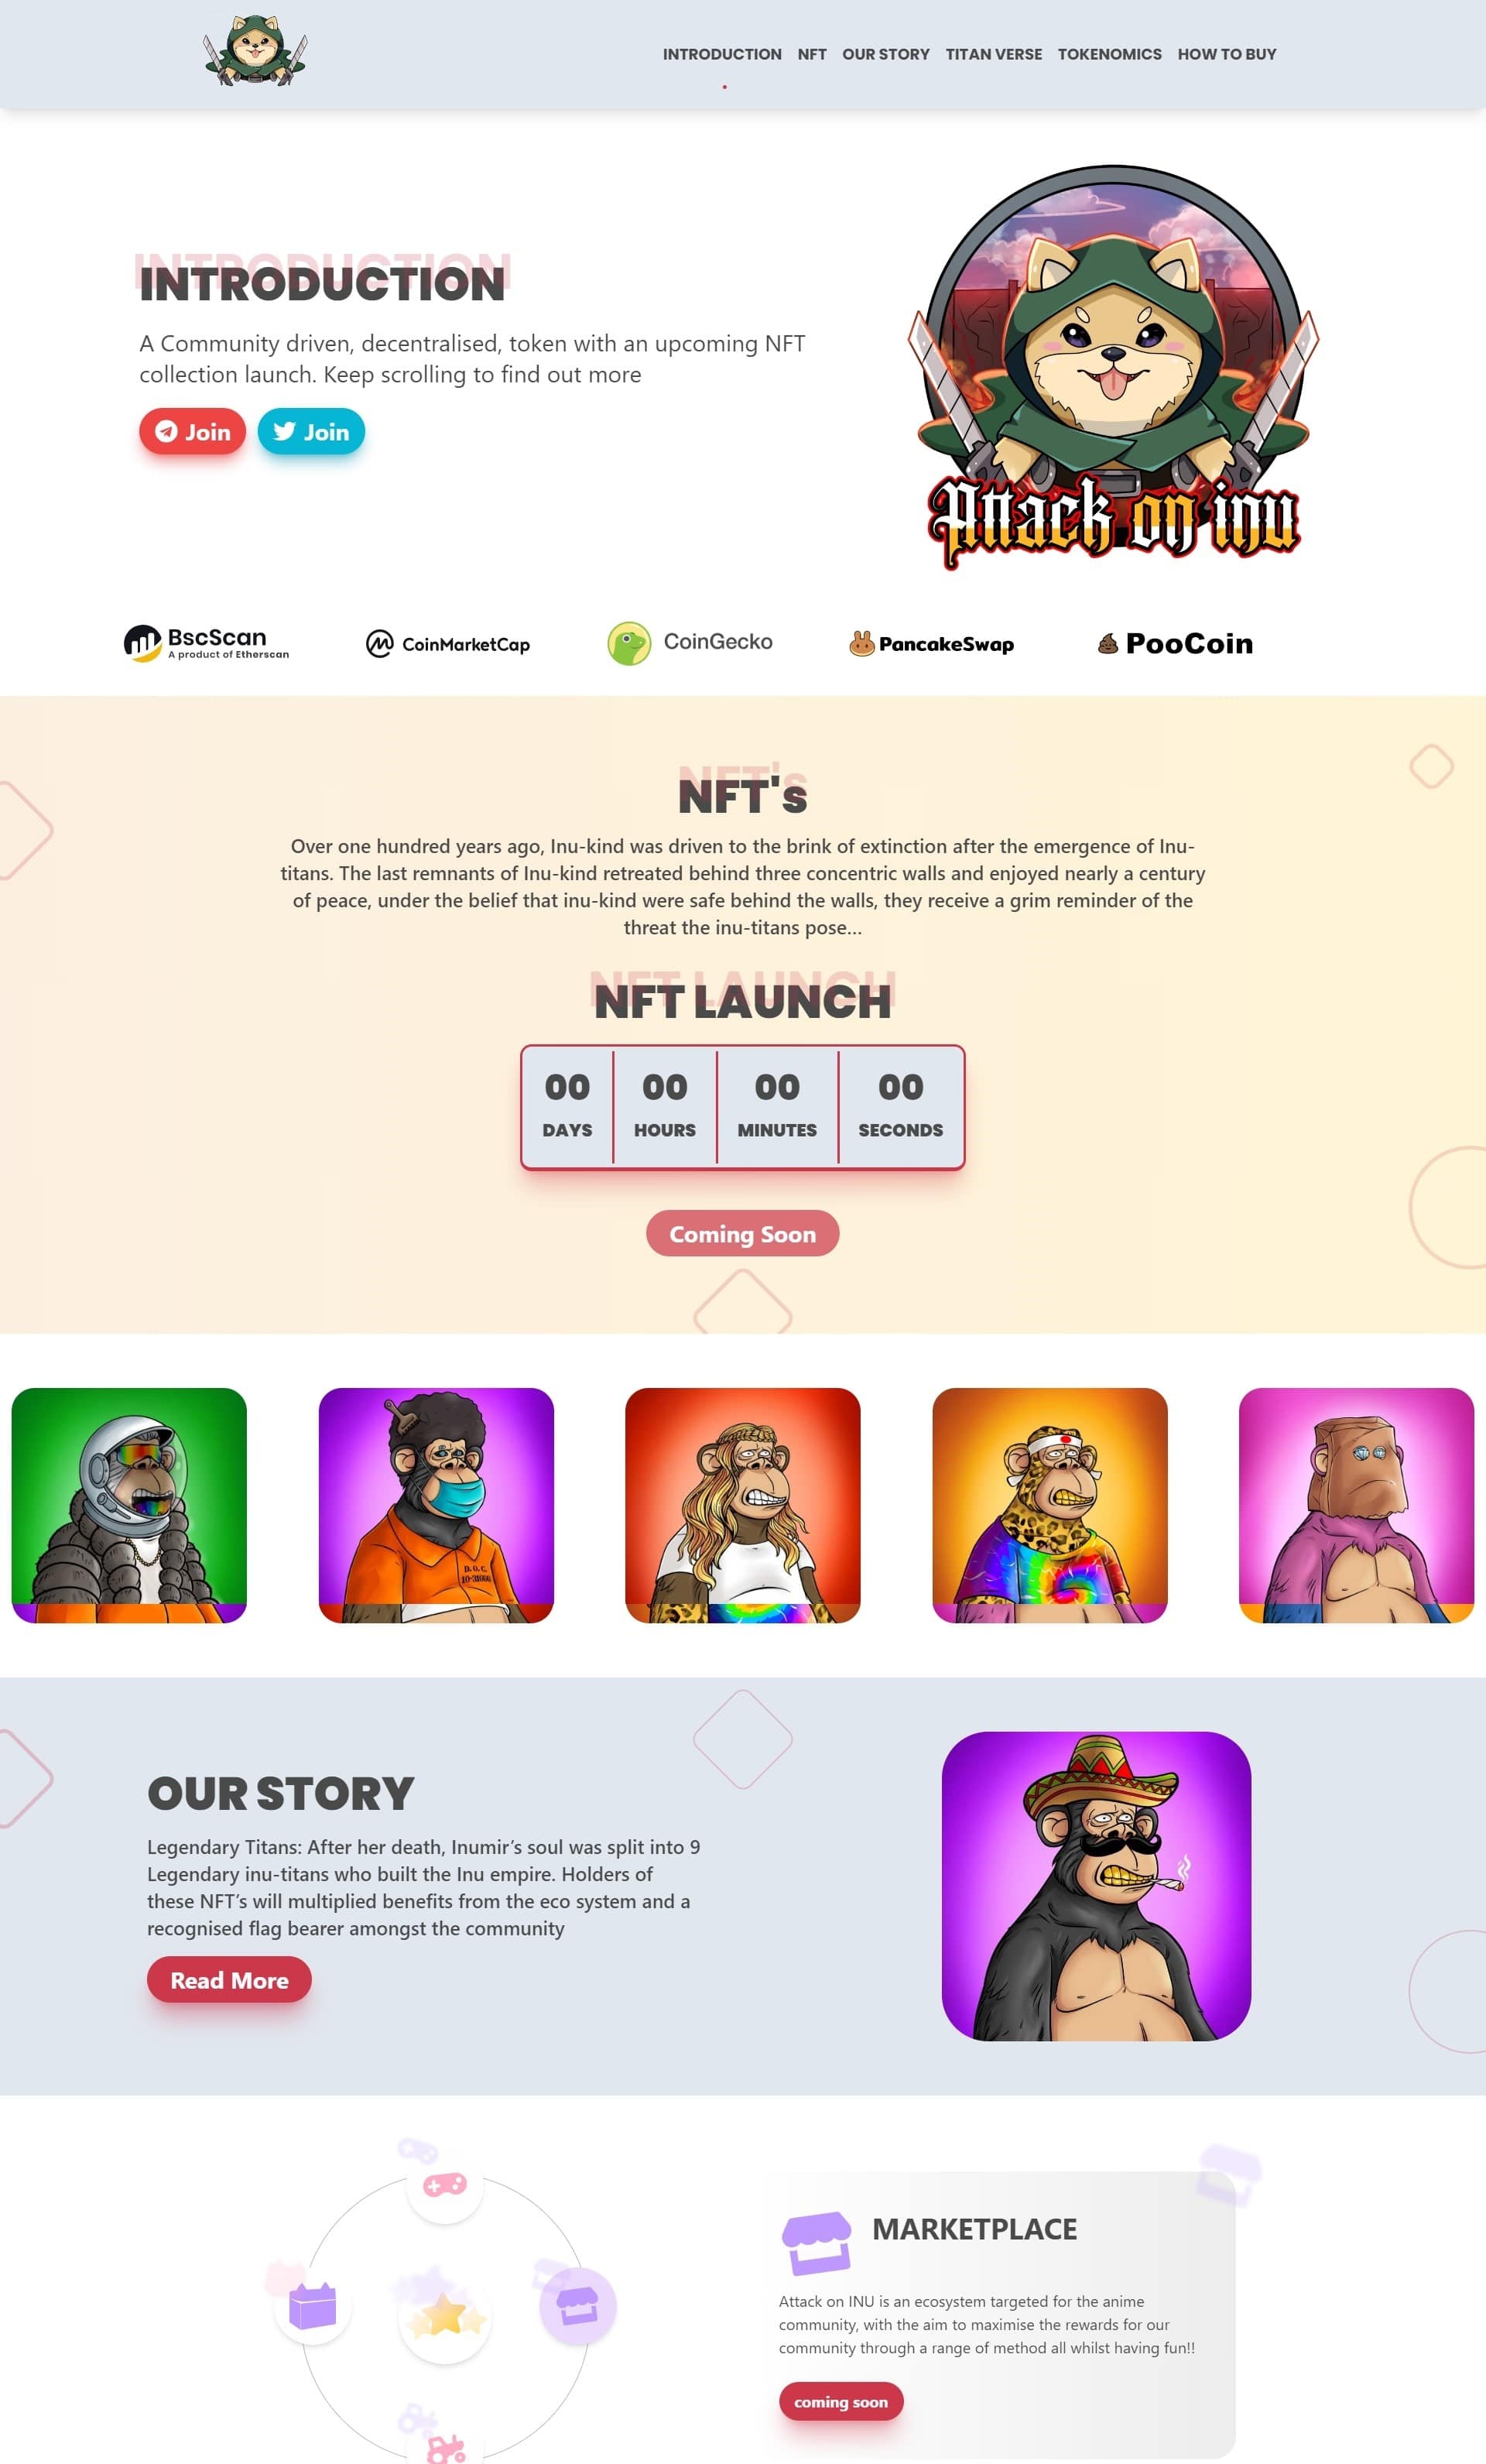 INTRODUCTION NFT OUR STORY TITAN VERSE TOKENOMICS HOW TO BUY
INTRODUCTION
INTRODUCTION
A Community driven, decentralised, token with an upcoming NFT
collection launch. Keep scrolling to find out more
Join Join
Attack on inu
BscScan
A product of Etherscan
CoinMarketCap
CoinGecko
PancakeSwap
PooCoin
NFT's
NFT's
Over one hundred years ago, Inu-kind was driven to the brink of extinction after the emergence of Inu-
titans. The last remnants of Inu-kind retreated behind three concentric walls and enjoyed nearly a century
of peace, under the belief that inu-kind were safe behind the walls, they receive a grim reminder of the
threat the inu-titans pose...
NFT LAUNCH
NFT LAUNCH
00 00 00 00
DAYS HOURS MINUTES SECONDS
Coming Soon
D.O.C.
OUR STORY
Legendary Titans: After her death, Inumir’s soul was split into 9
Legendary inu-titans who built the Inu empire. Holders of
these NFT’s will multiplied benefits from the eco system and a
recognised flag bearer amongst the community
Read More
MARKETPLACE
Attack on INU is an ecosystem targeted for the anime
community, with the aim to maximise the rewards for our
community through a range of method all whilst having fun!!
coming soon